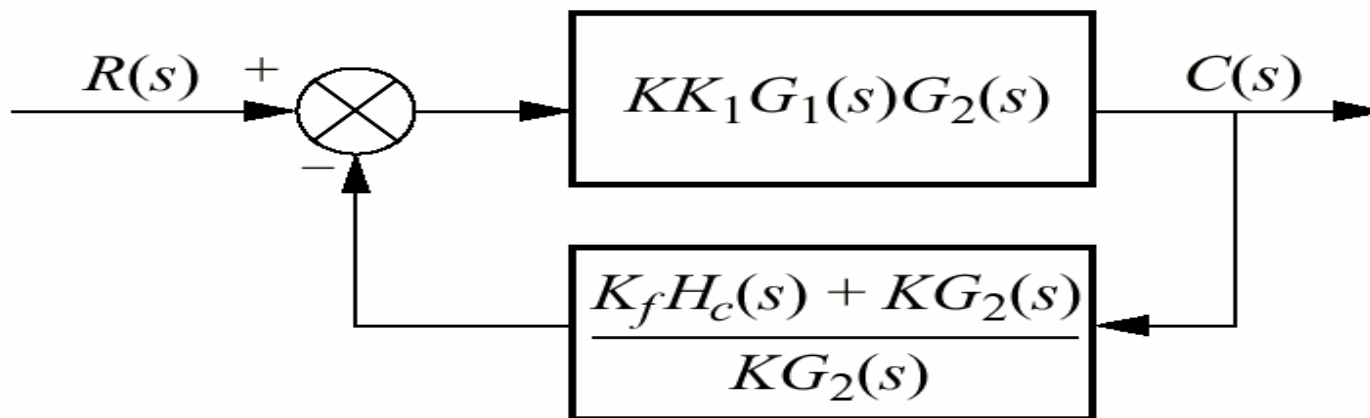 R(s)
+
KK₁G₁(s)G₂(s)
C(s)
−
K_fH_c(s) + KG₂(s)
KG₂(s)